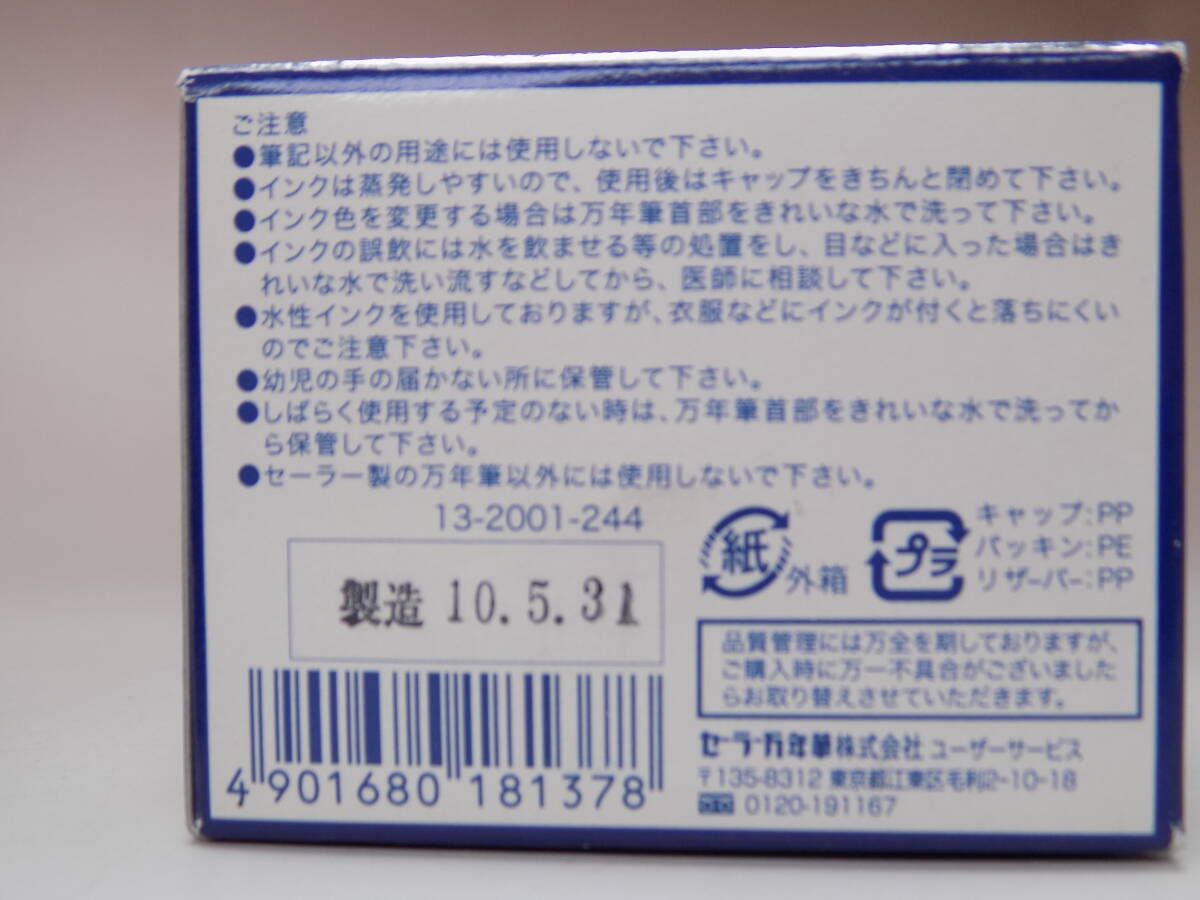 ご注意
●筆記以外の用途には使用しないで下さい。
●インクは蒸発しやすいので、使用後はキャップをきちんと閉めて下さい。
●インク色を変更する場合は万年筆首部をきれいな水で洗って下さい。
●インクの誤飲には水を飲ませる等の処置をし、目などに入った場合はき
れいな水で洗い流すなどしてから、医師に相談して下さい。
●水性インクを使用しておりますが、衣服などにインクが付くと落ちにくい
のでご注意下さい。
●幼児の手の届かない所に保管して下さい。
●しばらく使用する予定のない時は、万年筆首部をきれいな水で洗ってか
ら保管して下さい。
●セーラー製の万年筆以外には使用しないで下さい。
13-2001-244
製造 10.5.31
4 901680 181378
紙 外箱
プラ
キャップ:PP
パッキン:PE
リザーバー:PP
品質管理には万全を期しておりますが、
ご購入時に万一不具合がございました
らお取り替えさせていただきます。
セーラー万年筆株式会社 ユーザーサービス
〒135-8312 東京都江東区毛利2-10-18
0120-191167